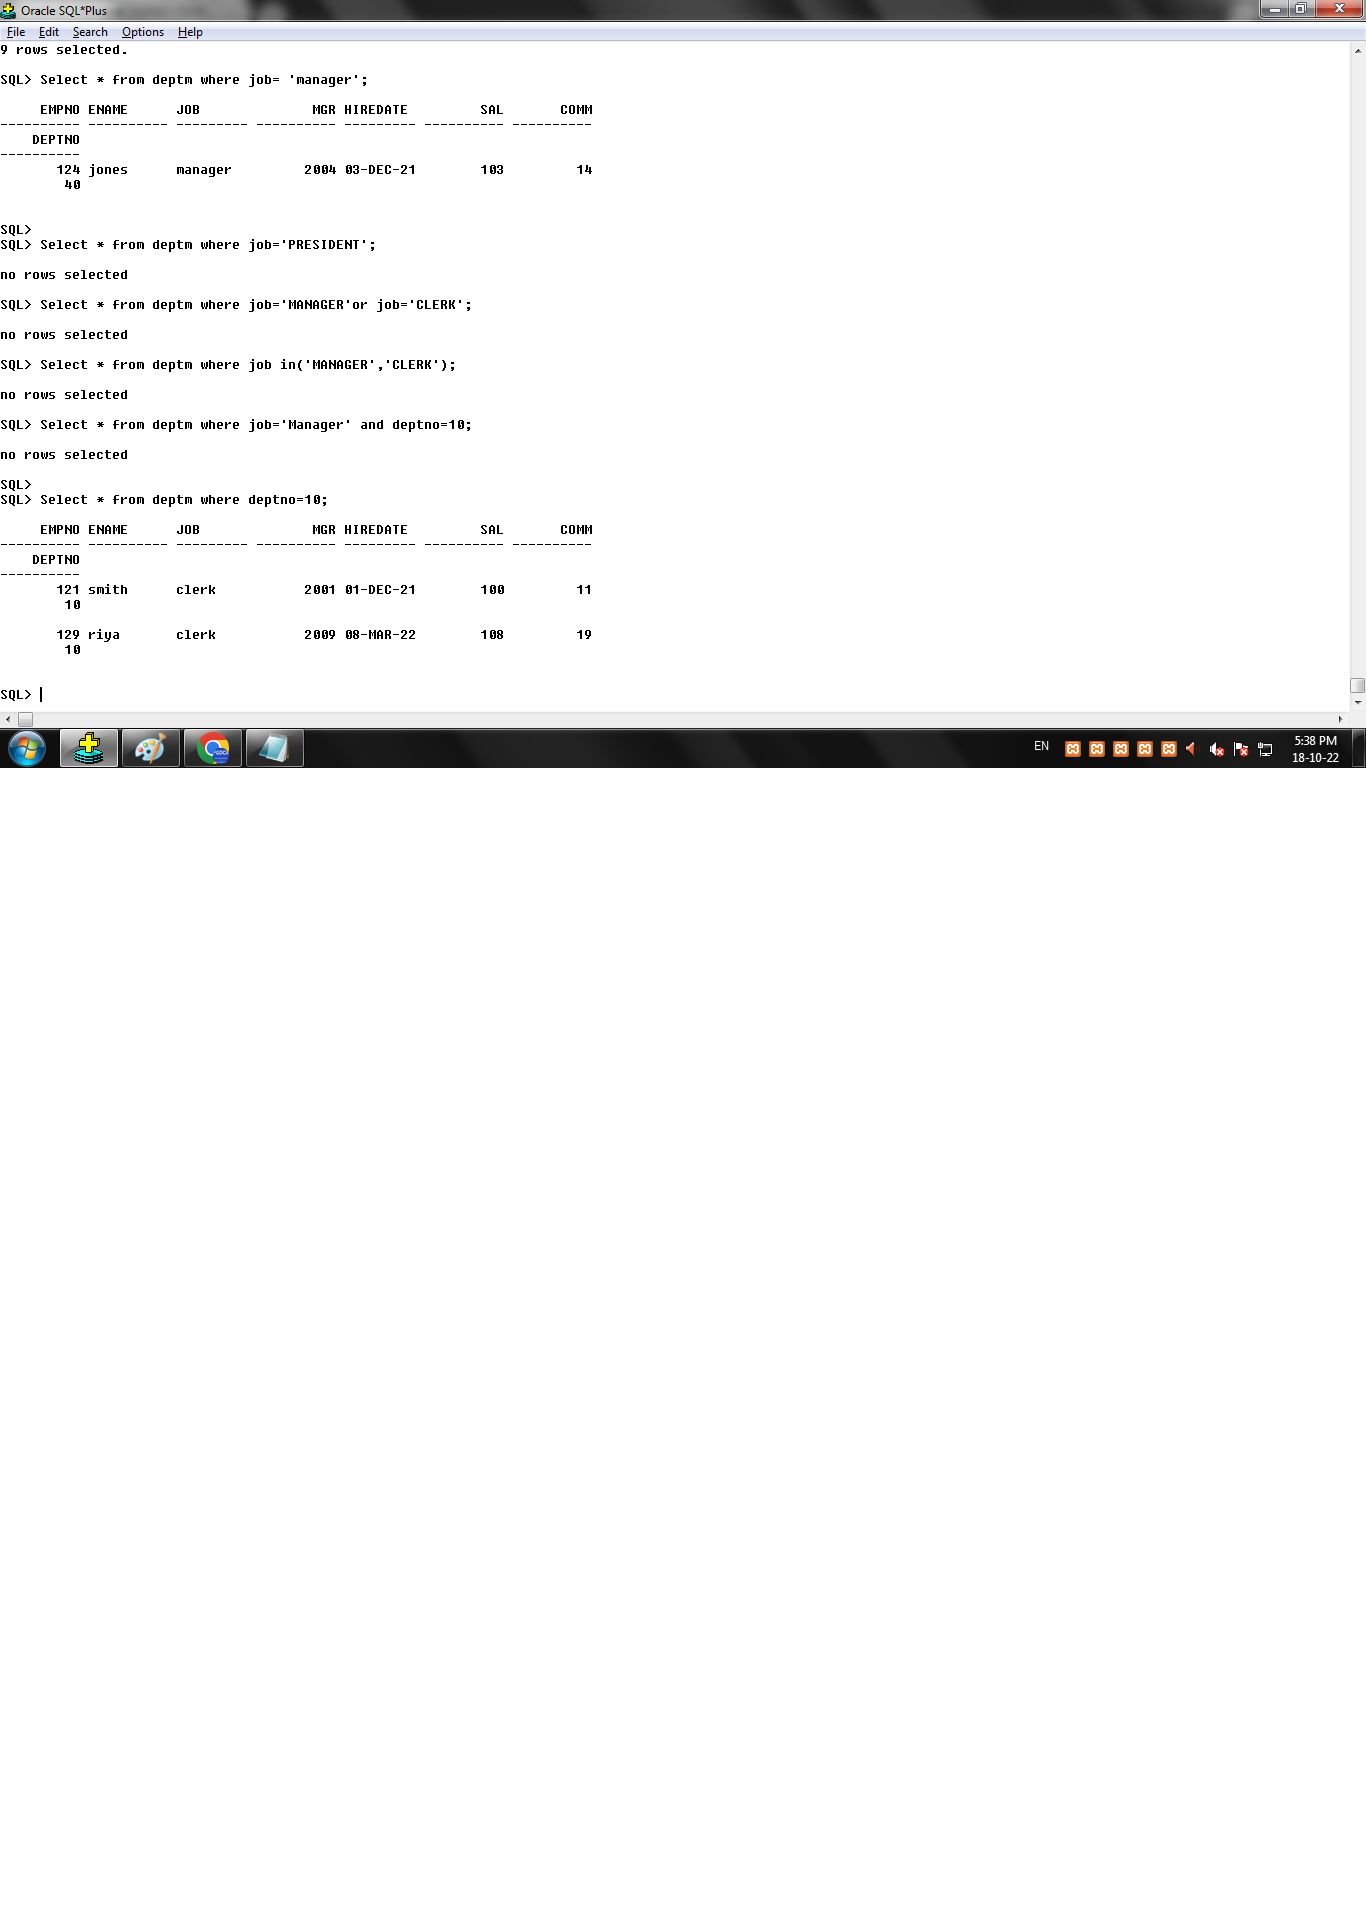 Oracle SQL*Plus
File Edit Search Options Help
9 rows selected.
SQL> Select * from deptm where job= 'manager';
EMPNO ENAME JOB MGR HIREDATE SAL COMM
---------- ---------- --------- ---------- --------- ---------- ----------
DEPTNO
----------
124 jones manager 2004 03-DEC-21 103 14
40
SQL>
SQL> Select * from deptm where job='PRESIDENT';
no rows selected
SQL> Select * from deptm where job='MANAGER'or job='CLERK';
no rows selected
SQL> Select * from deptm where job in('MANAGER','CLERK');
no rows selected
SQL> Select * from deptm where job='Manager' and deptno=10;
no rows selected
SQL>
SQL> Select * from deptm where deptno=10;
EMPNO ENAME JOB MGR HIREDATE SAL COMM
---------- ---------- --------- ---------- --------- ---------- ----------
DEPTNO
----------
121 smith clerk 2001 01-DEC-21 100 11
10
129 riya clerk 2009 08-MAR-22 108 19
10
SQL>
EN
5:38 PM
18-10-22